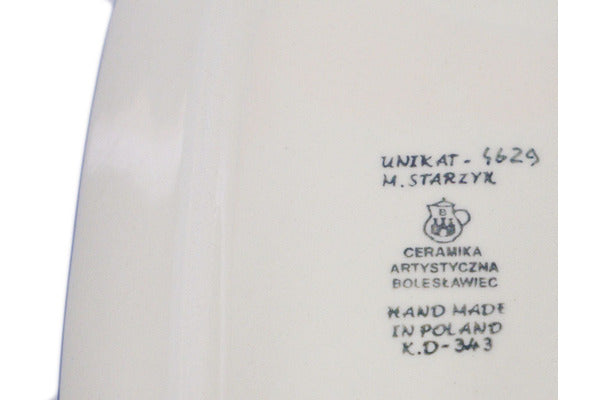 UNIKAT - 4629
M. STARZYK
B
CERAMIKA
ARTYSTYCZNA
BOLESŁAWIEC
HAND MADE
IN POLAND
K.D-343